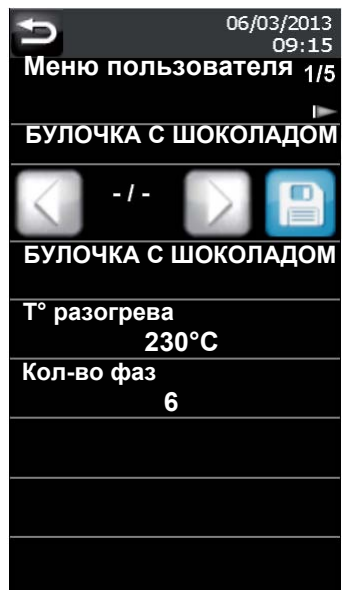 06/03/2013
09:15
Меню пользователя 1/5
БУЛОЧКА С ШОКОЛАДОМ
- / -
БУЛОЧКА С ШОКОЛАДОМ
Т° разогрева
230°C
Кол-во фаз
6